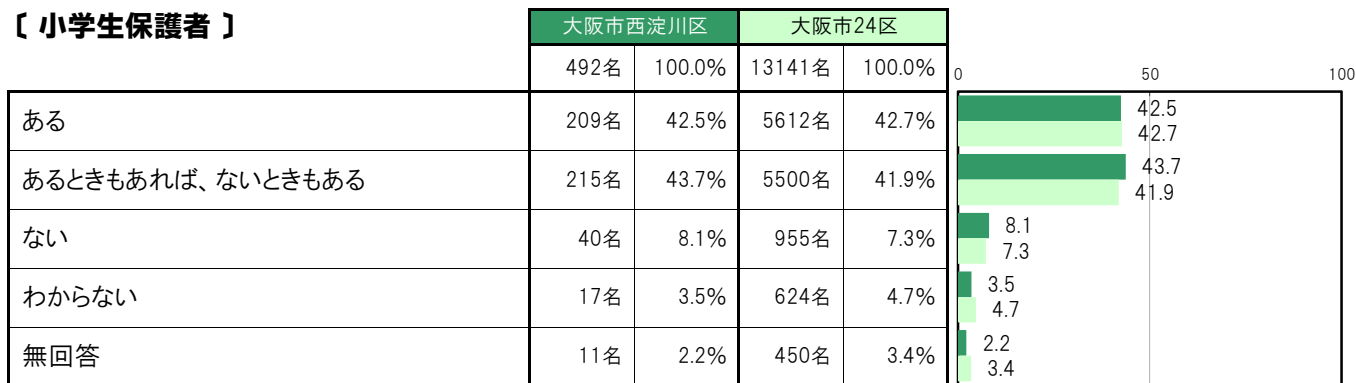 〔 小学生保護者 〕
大阪市西淀川区 大阪市24区
492名 100.0% 13141名 100.0%
0 50 100
ある 209名 42.5% 5612名 42.7%
42.5
42.7
あるときもあれば、ないときもある 215名 43.7% 5500名 41.9%
43.7
41.9
ない 40名 8.1% 955名 7.3%
8.1
7.3
わからない 17名 3.5% 624名 4.7%
3.5
4.7
無回答 11名 2.2% 450名 3.4%
2.2
3.4